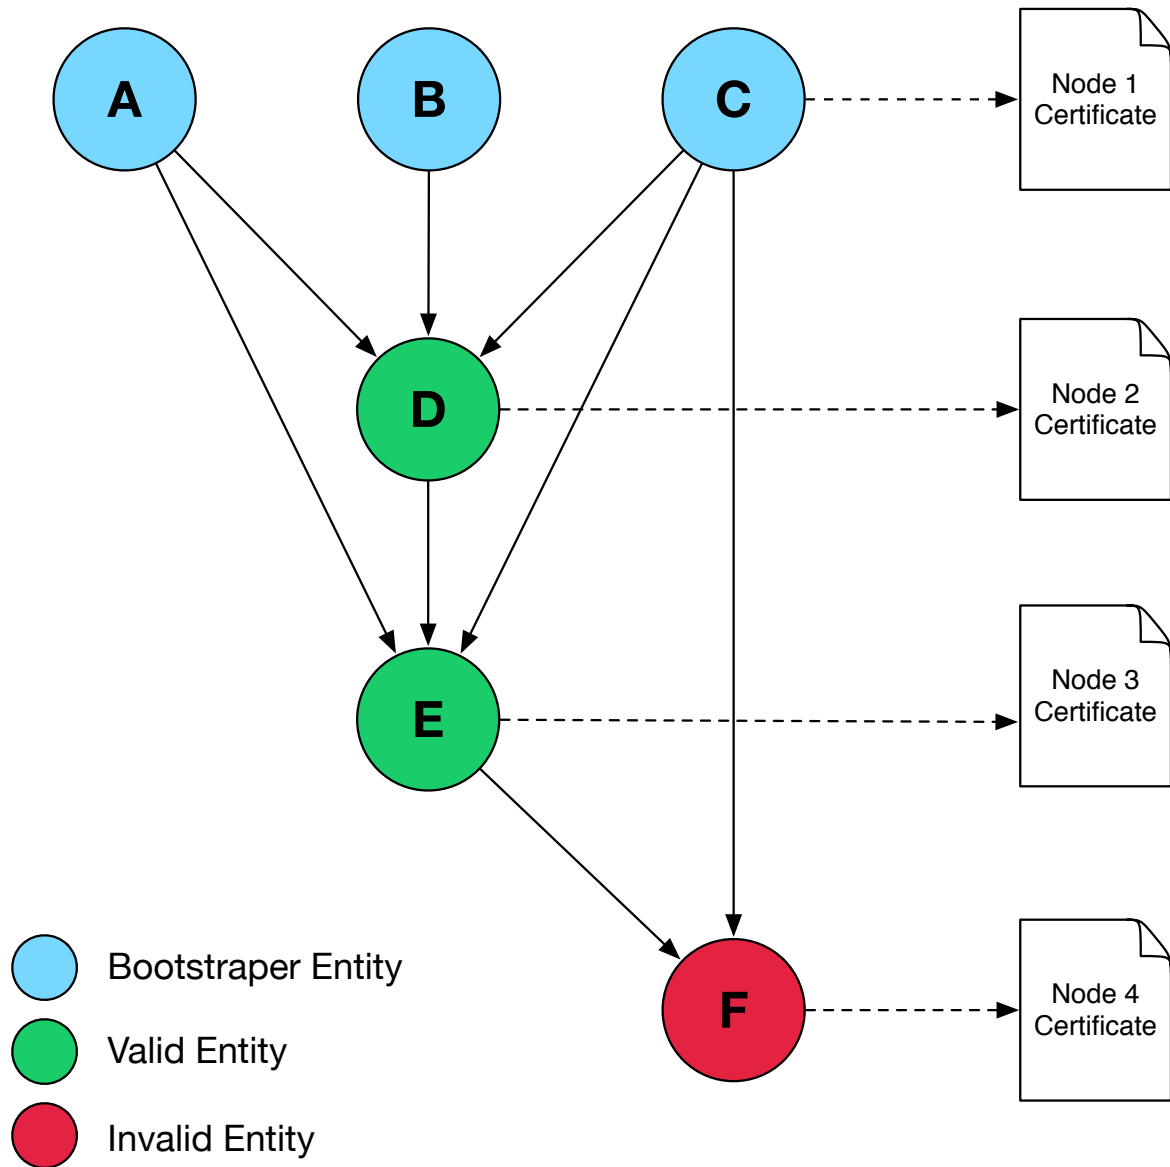 A
B
C
Node 1
Certificate
D
Node 2
Certificate
E
Node 3
Certificate
F
Node 4
Certificate
Bootstraper Entity
Valid Entity
Invalid Entity